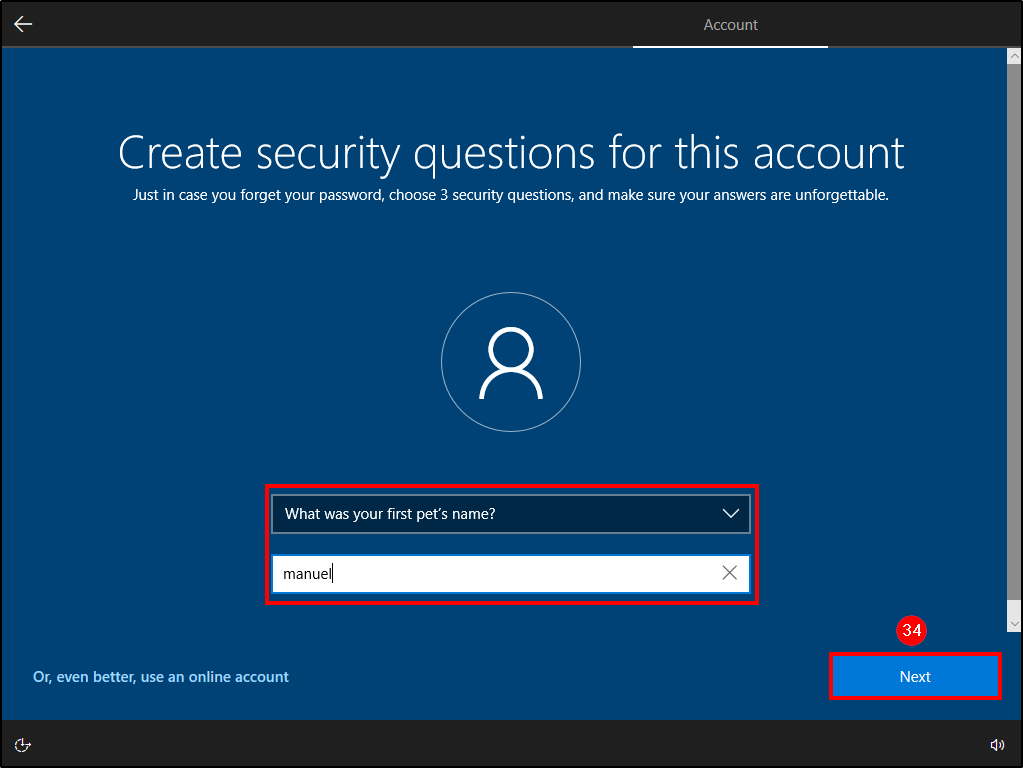 Account
Create security questions for this account
Just in case you forget your password, choose 3 security questions, and make sure your answers are unforgettable.
What was your first pet’s name?
manuel
34
Or, even better, use an online account
Next